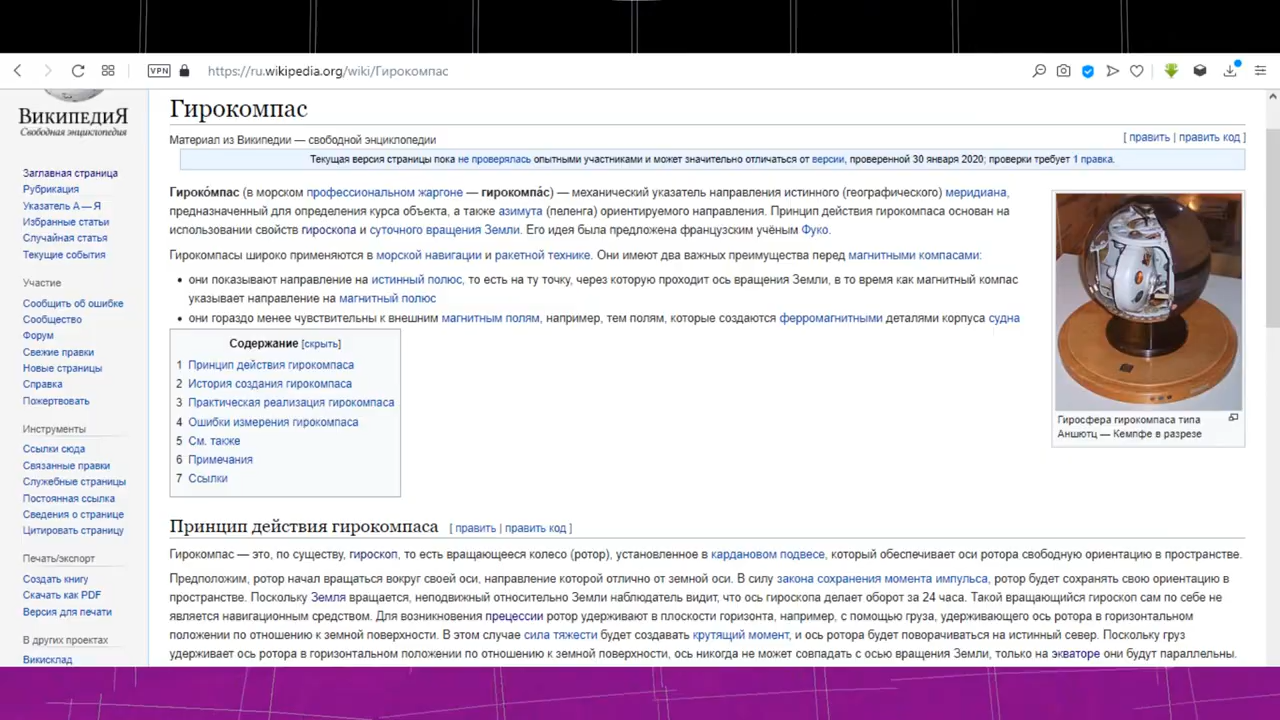 VPN
https://ru.wikipedia.org/wiki/Гирокомпас
ВикипедиЯ
Свободная энциклопедия
Заглавная страница
Рубрикация
Указатель А — Я
Избранные статьи
Случайная статья
Текущие события
Участие
Сообщить об ошибке
Сообщество
Форум
Свежие правки
Новые страницы
Справка
Пожертвовать
Инструменты
Ссылки сюда
Связанные правки
Служебные страницы
Постоянная ссылка
Сведения о странице
Цитировать страницу
Печать/экспорт
Создать книгу
Скачать как PDF
Версия для печати
В других проектах
Викисклад
Гирокомпас
Материал из Википедии — свободной энциклопедии
[ править | править код ]
Текущая версия страницы пока не проверялась опытными участниками и может значительно отличаться от версии, проверенной 30 января 2020; проверки требует 1 правка.
Гироко́мпас (в морском профессиональном жаргоне — гирокомпа́с) — механический указатель направления истинного (географического) меридиана,
предназначенный для определения курса объекта, а также азимута (пеленга) ориентируемого направления. Принцип действия гирокомпаса основан на
использовании свойств гироскопа и суточного вращения Земли. Его идея была предложена французским учёным Фуко.
Гирокомпасы широко применяются в морской навигации и ракетной технике. Они имеют два важных преимущества перед магнитными компасами:
• они показывают направление на истинный полюс, то есть на ту точку, через которую проходит ось вращения Земли, в то время как магнитный компас
указывает направление на магнитный полюс
• они гораздо менее чувствительны к внешним магнитным полям, например, тем полям, которые создаются ферромагнитными деталями корпуса судна
Гиросфера гирокомпаса типа
Аншютц — Кемпфе в разрезе
Содержание [скрыть]
1 Принцип действия гирокомпаса
2 История создания гирокомпаса
3 Практическая реализация гирокомпаса
4 Ошибки измерения гирокомпаса
5 См. также
6 Примечания
7 Ссылки
Принцип действия гирокомпаса [ править | править код ]
Гирокомпас — это, по существу, гироскоп, то есть вращающееся колесо (ротор), установленное в кардановом подвесе, который обеспечивает оси ротора свободную ориентацию в пространстве.
Предположим, ротор начал вращаться вокруг своей оси, направление которой отлично от земной оси. В силу закона сохранения момента импульса, ротор будет сохранять свою ориентацию в
пространстве. Поскольку Земля вращается, неподвижный относительно Земли наблюдатель видит, что ось гироскопа делает оборот за 24 часа. Такой вращающийся гироскоп сам по себе не
является навигационным средством. Для возникновения прецессии ротор удерживают в плоскости горизонта, например, с помощью груза, удерживающего ось ротора в горизонтальном
положении по отношению к земной поверхности. В этом случае сила тяжести будет создавать крутящий момент, и ось ротора будет поворачиваться на истинный север. Поскольку груз
удерживает ось ротора в горизонтальном положении по отношению к земной поверхности, ось никогда не может совпадать с осью вращения Земли, только на экваторе они будут параллельны.